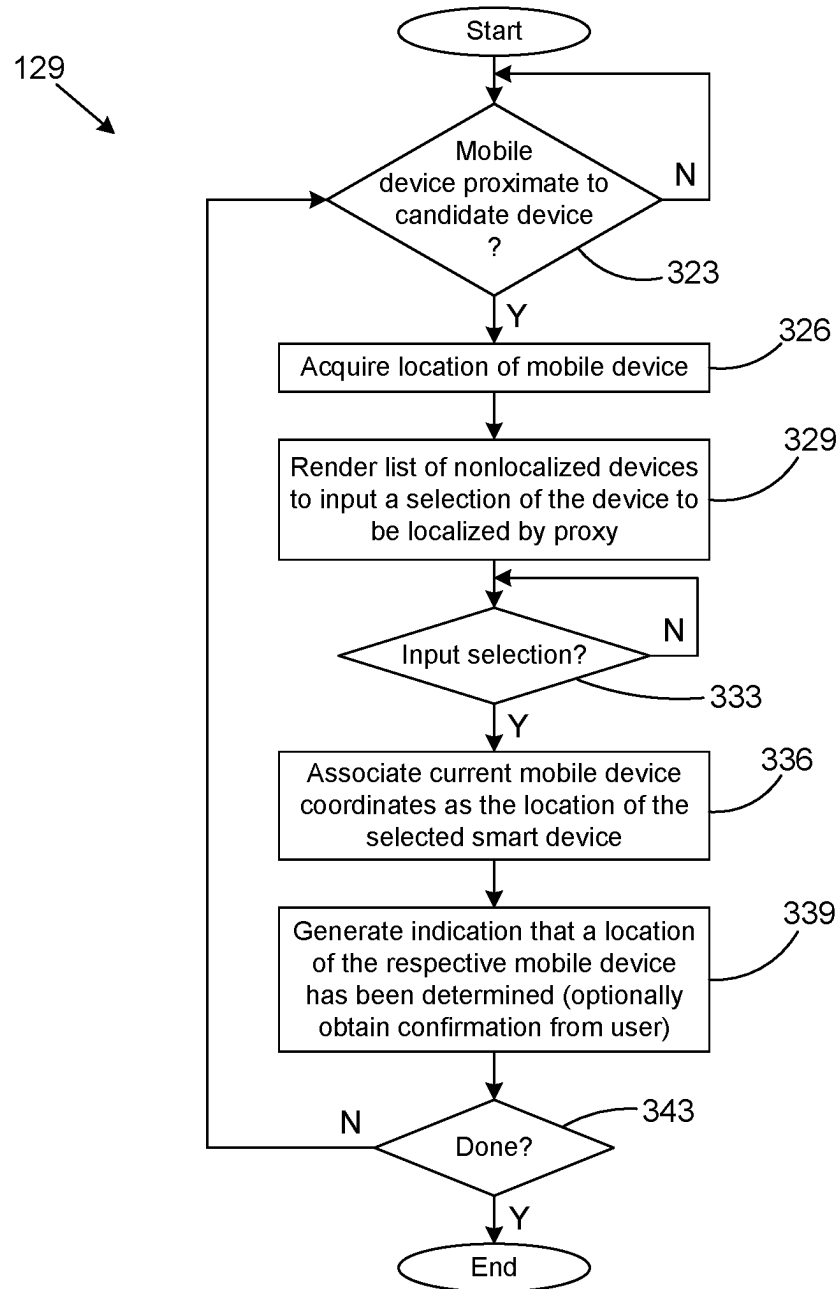 Start
129
Mobile
device proximate to
candidate device
?
N
323
Y
326
Acquire location of mobile device
329
Render list of nonlocalized devices
to input a selection of the device to
be localized by proxy
N
Input selection?
333
Y
336
Associate current mobile device
coordinates as the location of the
selected smart device
339
Generate indication that a location
of the respective mobile device
has been determined (optionally
obtain confirmation from user)
343
N
Done?
Y
End